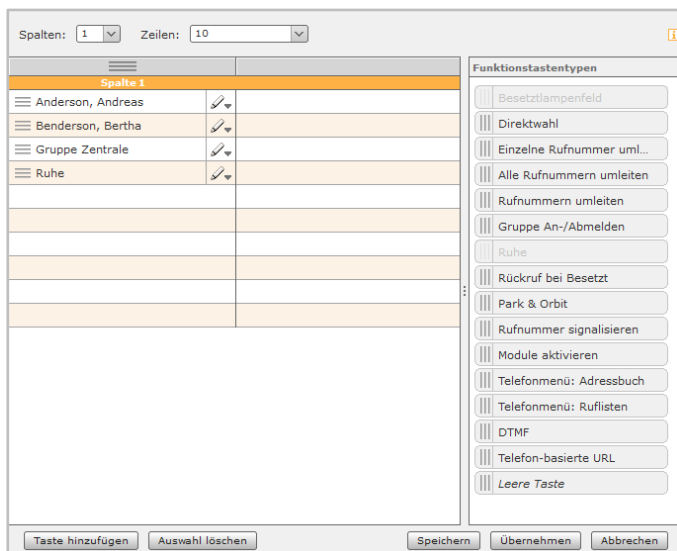 Spalten: 1 Zeilen: 10
Spalte 1
Anderson, Andreas
Benderson, Bertha
Gruppe Zentrale
Ruhe
Funktionstastentypen
Besetztlampenfeld
Direktwahl
Einzelne Rufnummer uml...
Alle Rufnummern umleiten
Rufnummern umleiten
Gruppe An-/Abmelden
Ruhe
Rückruf bei Besetzt
Park & Orbit
Rufnummer signalisieren
Module aktivieren
Telefonmenü: Adressbuch
Telefonmenü: Ruflisten
DTMF
Telefon-basierte URL
Leere Taste
Taste hinzufügen Auswahl löschen Speichern Übernehmen Abbrechen